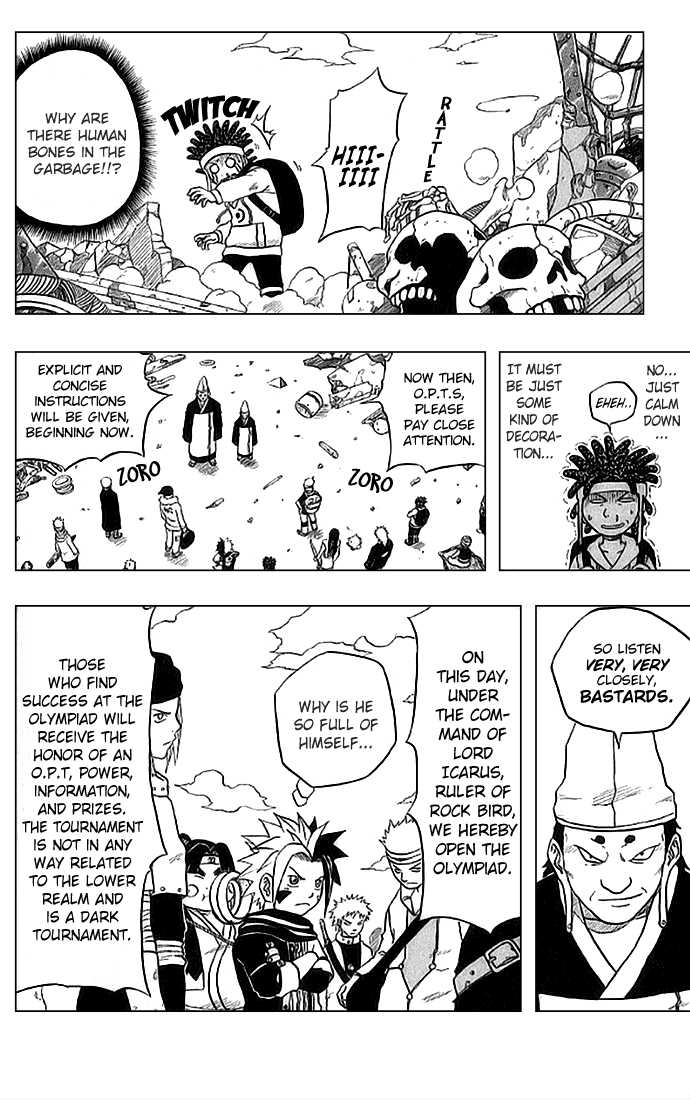 RATTLE
HIII-
IIII
TWITCH
WHY ARE
THERE HUMAN
BONES IN THE
GARBAGE!!?
NO...
JUST
CALM
DOWN
...
EHEH..
IT MUST
BE JUST
SOME
KIND OF
DECORA-
TION...
NOW THEN,
O.P.T.S,
PLEASE
PAY CLOSE
ATTENTION.
ZORO
EXPLICIT AND
CONCISE
INSTRUCTIONS
WILL BE GIVEN,
BEGINNING NOW.
ZORO
SO LISTEN
VERY, VERY
CLOSELY,
BASTARDS.
ON
THIS DAY,
UNDER
THE COM-
MAND OF
LORD
ICARUS,
RULER OF
ROCK BIRD,
WE HEREBY
OPEN THE
OLYMPIAD.
WHY IS HE
SO FULL OF
HIMSELF...
THOSE
WHO FIND
SUCCESS AT THE
OLYMPIAD WILL
RECEIVE THE
HONOR OF AN
O.P.T, POWER,
INFORMATION,
AND PRIZES.
THE TOURNAMENT
IS NOT IN ANY
WAY RELATED
TO THE LOWER
REALM AND
IS A DARK
TOURNAMENT.